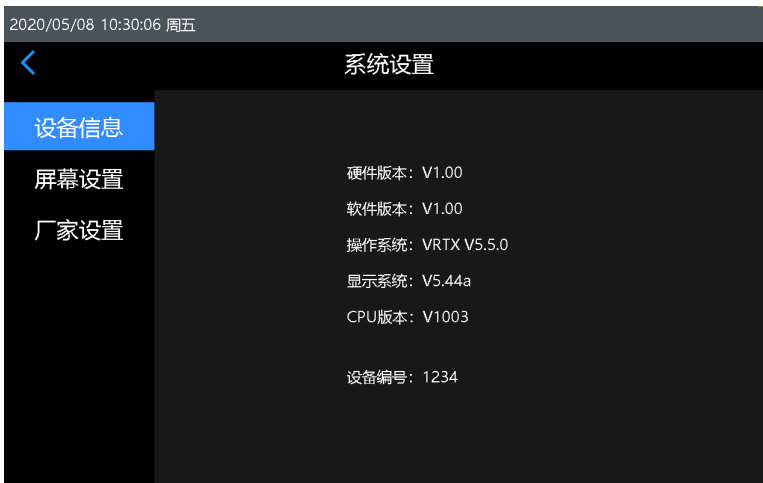 2020/05/08 10:30:06 周五
系统设置
设备信息
屏幕设置
厂家设置
硬件版本：V1.00
软件版本：V1.00
操作系统：VRTX V5.5.0
显示系统：V5.44a
CPU版本：V1003
设备编号：1234